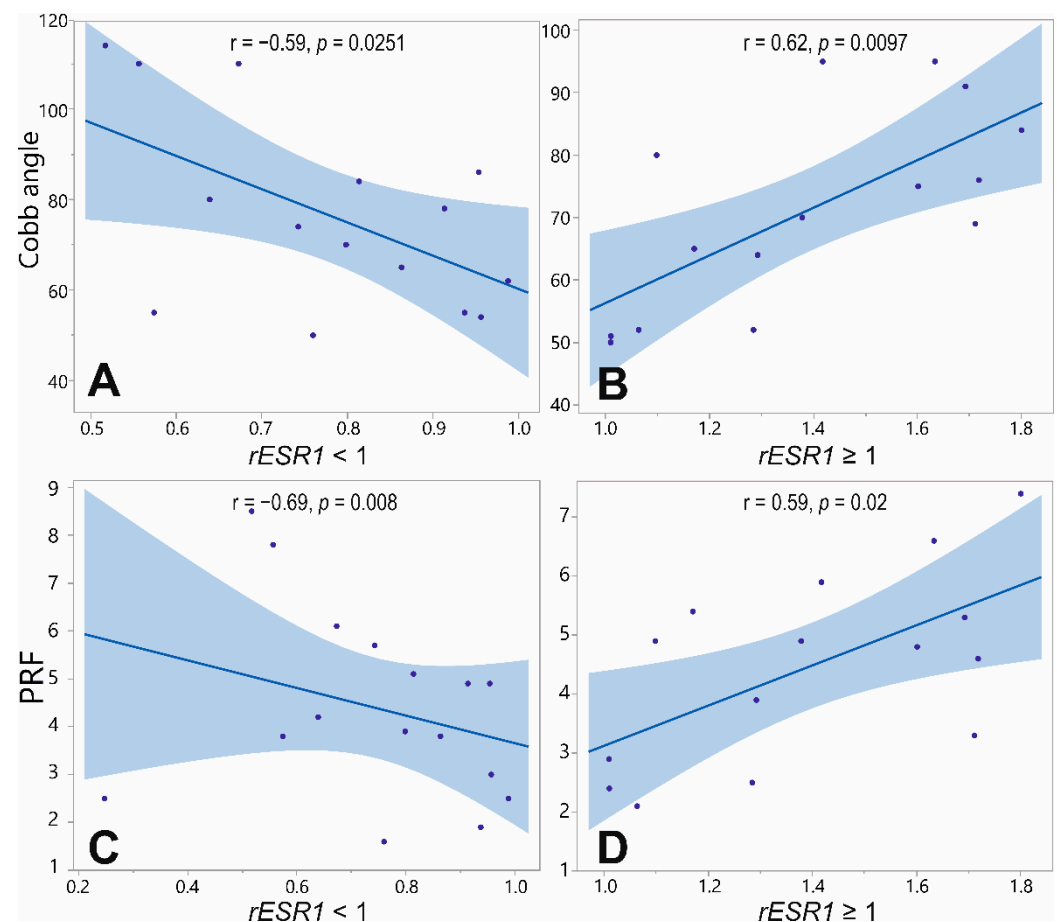 r = −0.59, p = 0.0251
120
100
80
60
40
Cobb angle
A
0.5 0.6 0.7 0.8 0.9 1.0
rESR1 < 1
r = 0.62, p = 0.0097
100
90
80
70
60
50
40
B
1.0 1.2 1.4 1.6 1.8
rESR1 ≥ 1
r = −0.69, p = 0.008
9
8
7
6
5
4
3
2
1
PRF
C
0.2 0.4 0.6 0.8 1.0
rESR1 < 1
r = 0.59, p = 0.02
7
6
5
4
3
2
1
D
1.0 1.2 1.4 1.6 1.8
rESR1 ≥ 1